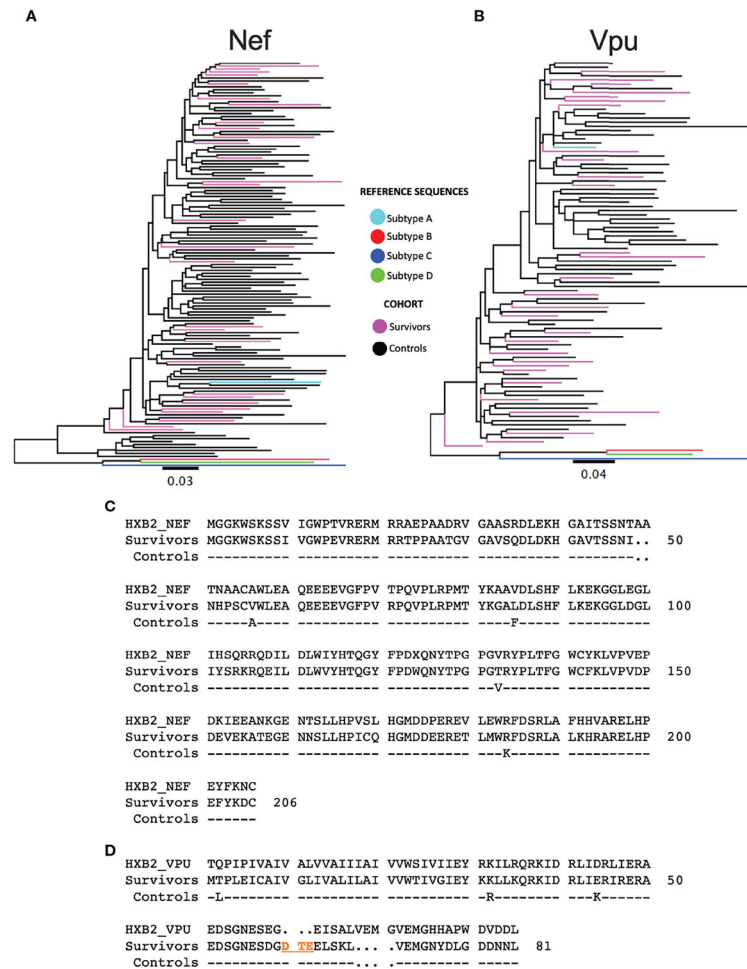 A
Nef
B
Vpu
REFERENCE SEQUENCES
Subtype A
Subtype B
Subtype C
Subtype D
COHORT
Survivors
Controls
0.03
0.04
C
HXB2_NEF MGGKWSKSSV IGWPTVRERM RRAEPAADRV GAASRDLEKH GAITSSNTAA
Survivors MGGKWSKSSI VGWPEVRERM RRTPPAATGV GAVSQDLDKH GAVTSSNI.. 50
Controls ---------- ---------- ---------- ---------- --------..
HXB2_NEF TNAACAWLEA QEEEEVGFPV TPQVPLRPMT YKAAVDLSHF LKEKGGLEGL
Survivors NHPSCVWLEA QEEEEVGFPV RPQVPLRPMT YKGALDLSHF LKEKGGLDGL 100
Controls -----A---- ---------- ---------- -----F---- ----------
HXB2_NEF IHSQRRQDIL DLWIYHTQGY FPDXQNYTPG PGVRYPLTFG WCYKLVPVEP
Survivors IYSRKRQEIL DLWVYHTQGY FPDWQNYTPG PGTRYPLTFG WCFKLVPVDP 150
Controls ---------- ---------- ---------- --V------- ----------
HXB2_NEF DKIEEANKGE NTSLLHPVSL HGMDDPEREV LEWRFDSRLA FHHVARELHP
Survivors DEVEKATEGE NNSLLHPICQ HGMDDEERET LMWRFDSALA LKHRARELHP 200
Controls ---------- ---------- ---------- ---K------ ----------
HXB2_NEF EYFKNC
Survivors EFYKDC 206
Controls ------
D
HXB2_VPU TQPIPIVAIV ALVVAIIIAI VVWSIVIIEY RKILRQRKID RLIDRLIERA
Survivors MTPLEICAIV GLIVALILAI VVWTIVGIEY KKLLKQRKID RLIERIRERA 50
Controls -L-------- ---------- ---------- --R------- ---K------
HXB2_VPU EDSGNESEG. ..EISALVEM GVEMGHHAPW DVDDL
Survivors EDSGNESDGD TEELSKL... .VEMGNYDLG DDNNL 81
Controls ---------- -------... .--------- -----